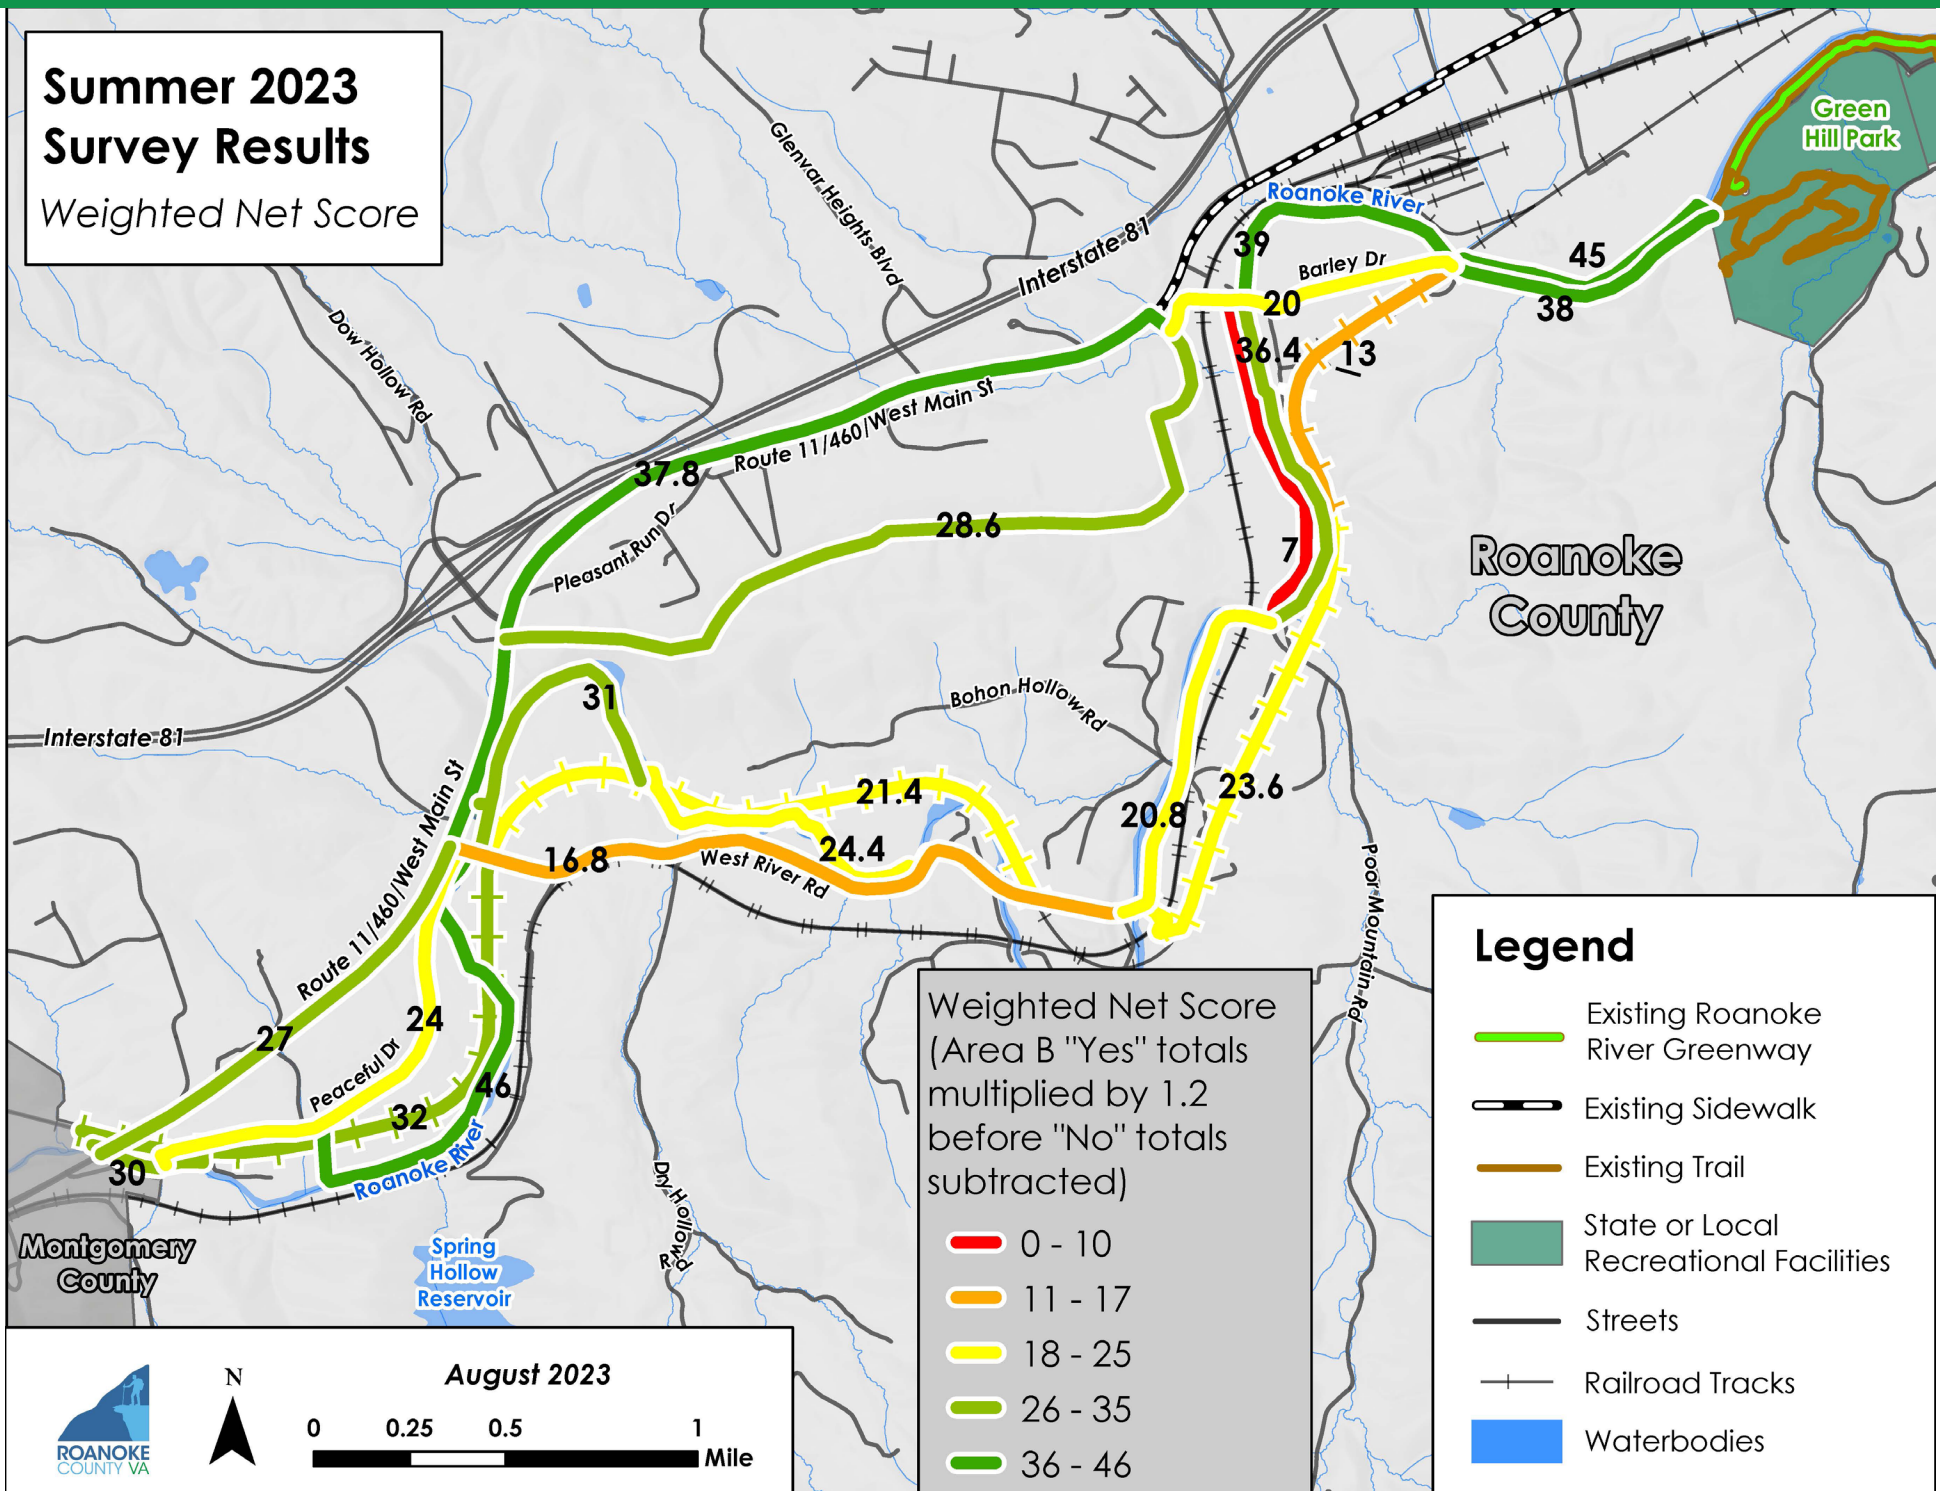 Summer 2023
Survey Results
Weighted Net Score
Green
Hill Park
Glenvar Heights Blvd
Interstate 81
Roanoke River
39
Barley Dr
45
38
20
36.4
13
Dow Hollow Rd
Route 11/460/West Main St
37.8
Pleasant Run Dr
28.6
7
Roanoke
County
31
Bohon Hollow Rd
Interstate 81
Route 11/460/West Main St
21.4
23.6
20.8
24.4
16.8
West River Rd
Poor Mountain Rd
27
24
Peaceful Dr
46
32
30
Roanoke River
Dry Hollow
Rd
Montgomery
County
Spring
Hollow
Reservoir
Weighted Net Score
(Area B "Yes" totals
multiplied by 1.2
before "No" totals
subtracted)
0 - 10
11 - 17
18 - 25
26 - 35
36 - 46
Legend
Existing Roanoke
River Greenway
Existing Sidewalk
Existing Trail
State or Local
Recreational Facilities
Streets
Railroad Tracks
Waterbodies
ROANOKE
COUNTY VA
N
August 2023
0 0.25 0.5 1
Mile